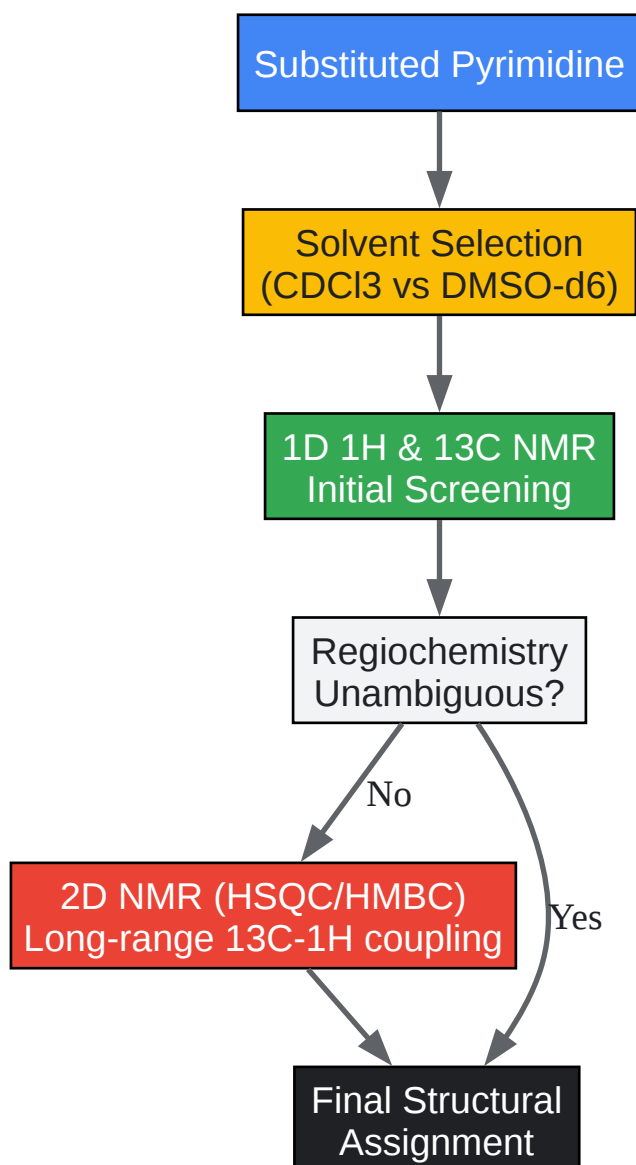 Substituted Pyrimidine
Solvent Selection
(CDCl3 vs DMSO-d6)
1D 1H & 13C NMR
Initial Screening
Regiochemistry
Unambiguous?
No
2D NMR (HSQC/HMBC)
Long-range 13C-1H coupling
Yes
Final Structural
Assignment